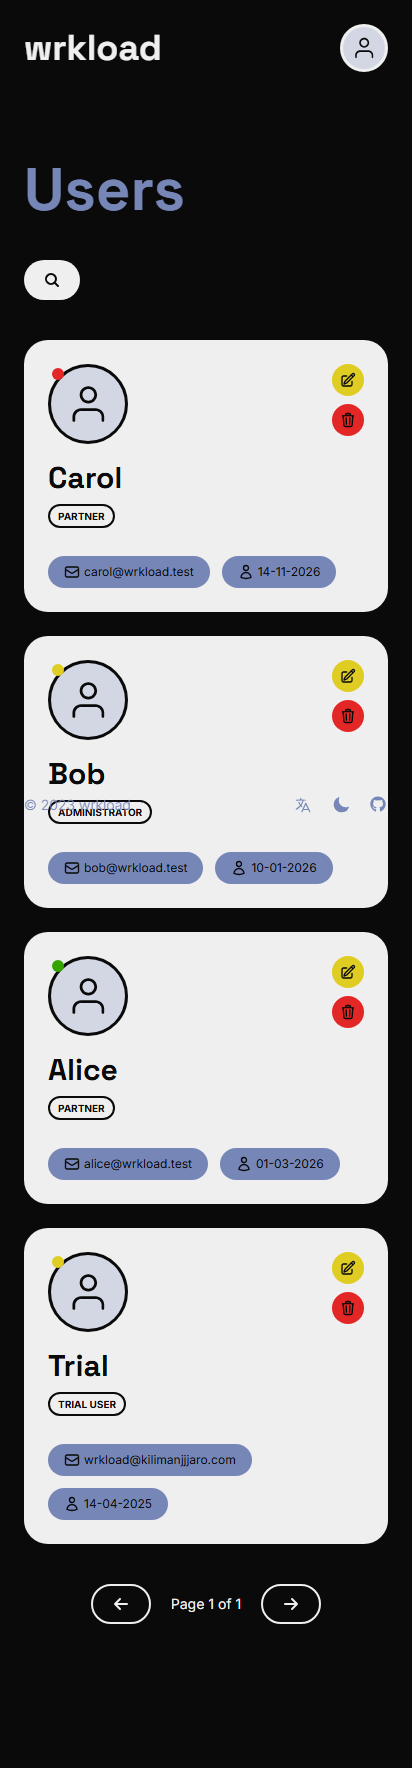 wrkload
Users
Carol
PARTNER
carol@wrkload.test 14-11-2026
Bob
© 2023 wrkload
ADMINISTRATOR
bob@wrkload.test 10-01-2026
Alice
PARTNER
alice@wrkload.test 01-03-2026
Trial
TRIAL USER
wrkload@kilimanjjjaro.com
14-04-2025
Page 1 of 1